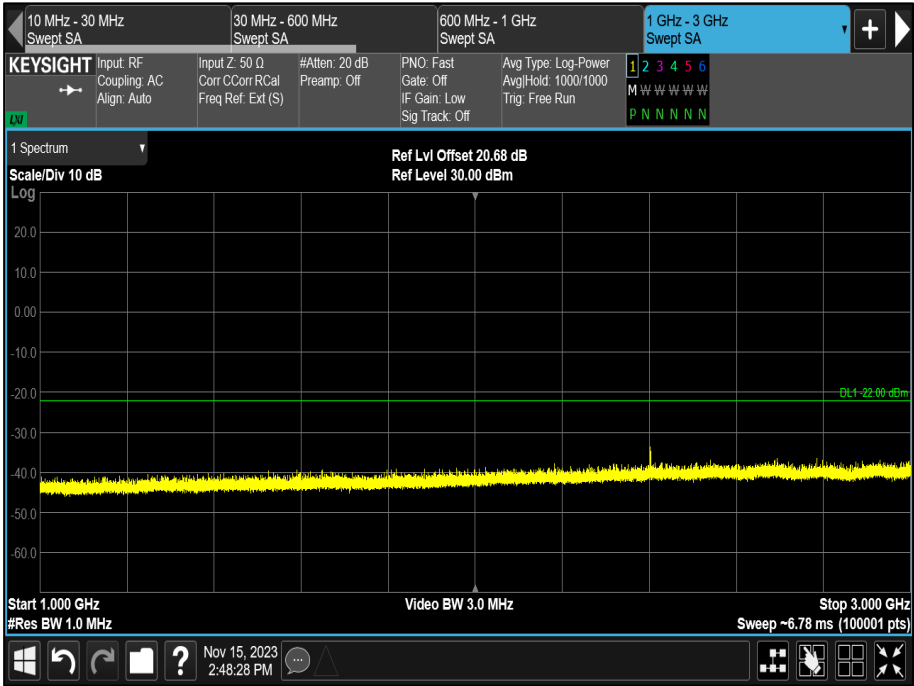 10 MHz - 30 MHz
Swept SA
30 MHz - 600 MHz
Swept SA
600 MHz - 1 GHz
Swept SA
1 GHz - 3 GHz
Swept SA
KEYSIGHT
LXI
Input: RF
Coupling: AC
Align: Auto
Input Z: 50 Ω
Corr CCorr RCal
Freq Ref: Ext (S)
#Atten: 20 dB
Preamp: Off
PNO: Fast
Gate: Off
IF Gain: Low
Sig Track: Off
Avg Type: Log-Power
Avg|Hold: 1000/1000
Trig: Free Run
1 2 3 4 5 6
M W W W W W
P N N N N N
1 Spectrum
Scale/Div 10 dB
Log
Ref Lvl Offset 20.68 dB
Ref Level 30.00 dBm
20.0
10.0
0.00
-10.0
-20.0
DL1 -22.00 dBm
-30.0
-40.0
-50.0
-60.0
Start 1.000 GHz
Video BW 3.0 MHz
Stop 3.000 GHz
#Res BW 1.0 MHz
Sweep ~6.78 ms (100001 pts)
?
Nov 15, 2023
2:48:28 PM